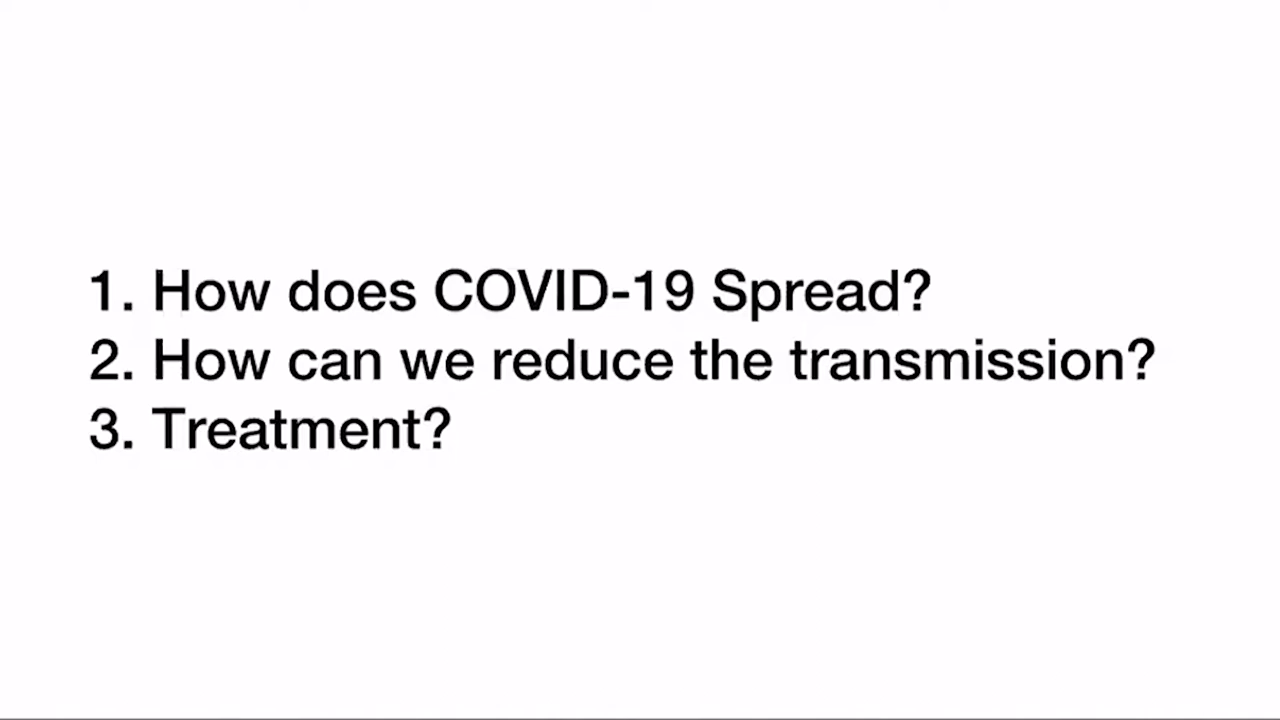 1. How does COVID-19 Spread?
2. How can we reduce the transmission?
3. Treatment?